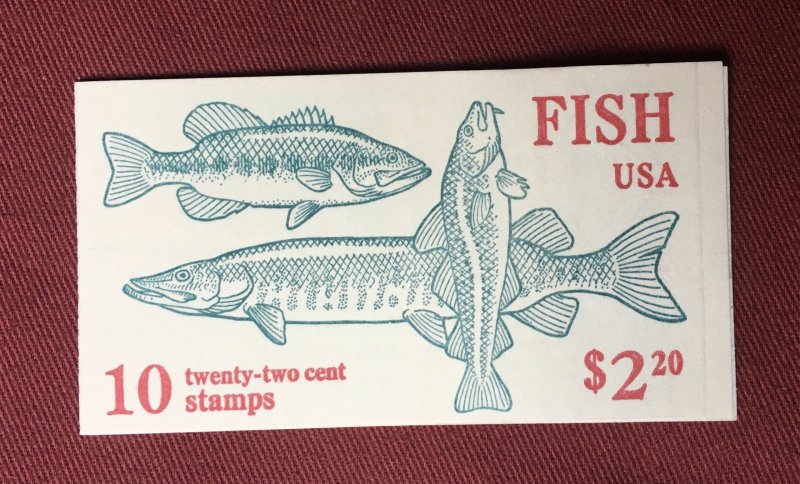 FISH
USA
10 twenty-two cent
stamps
$2.20